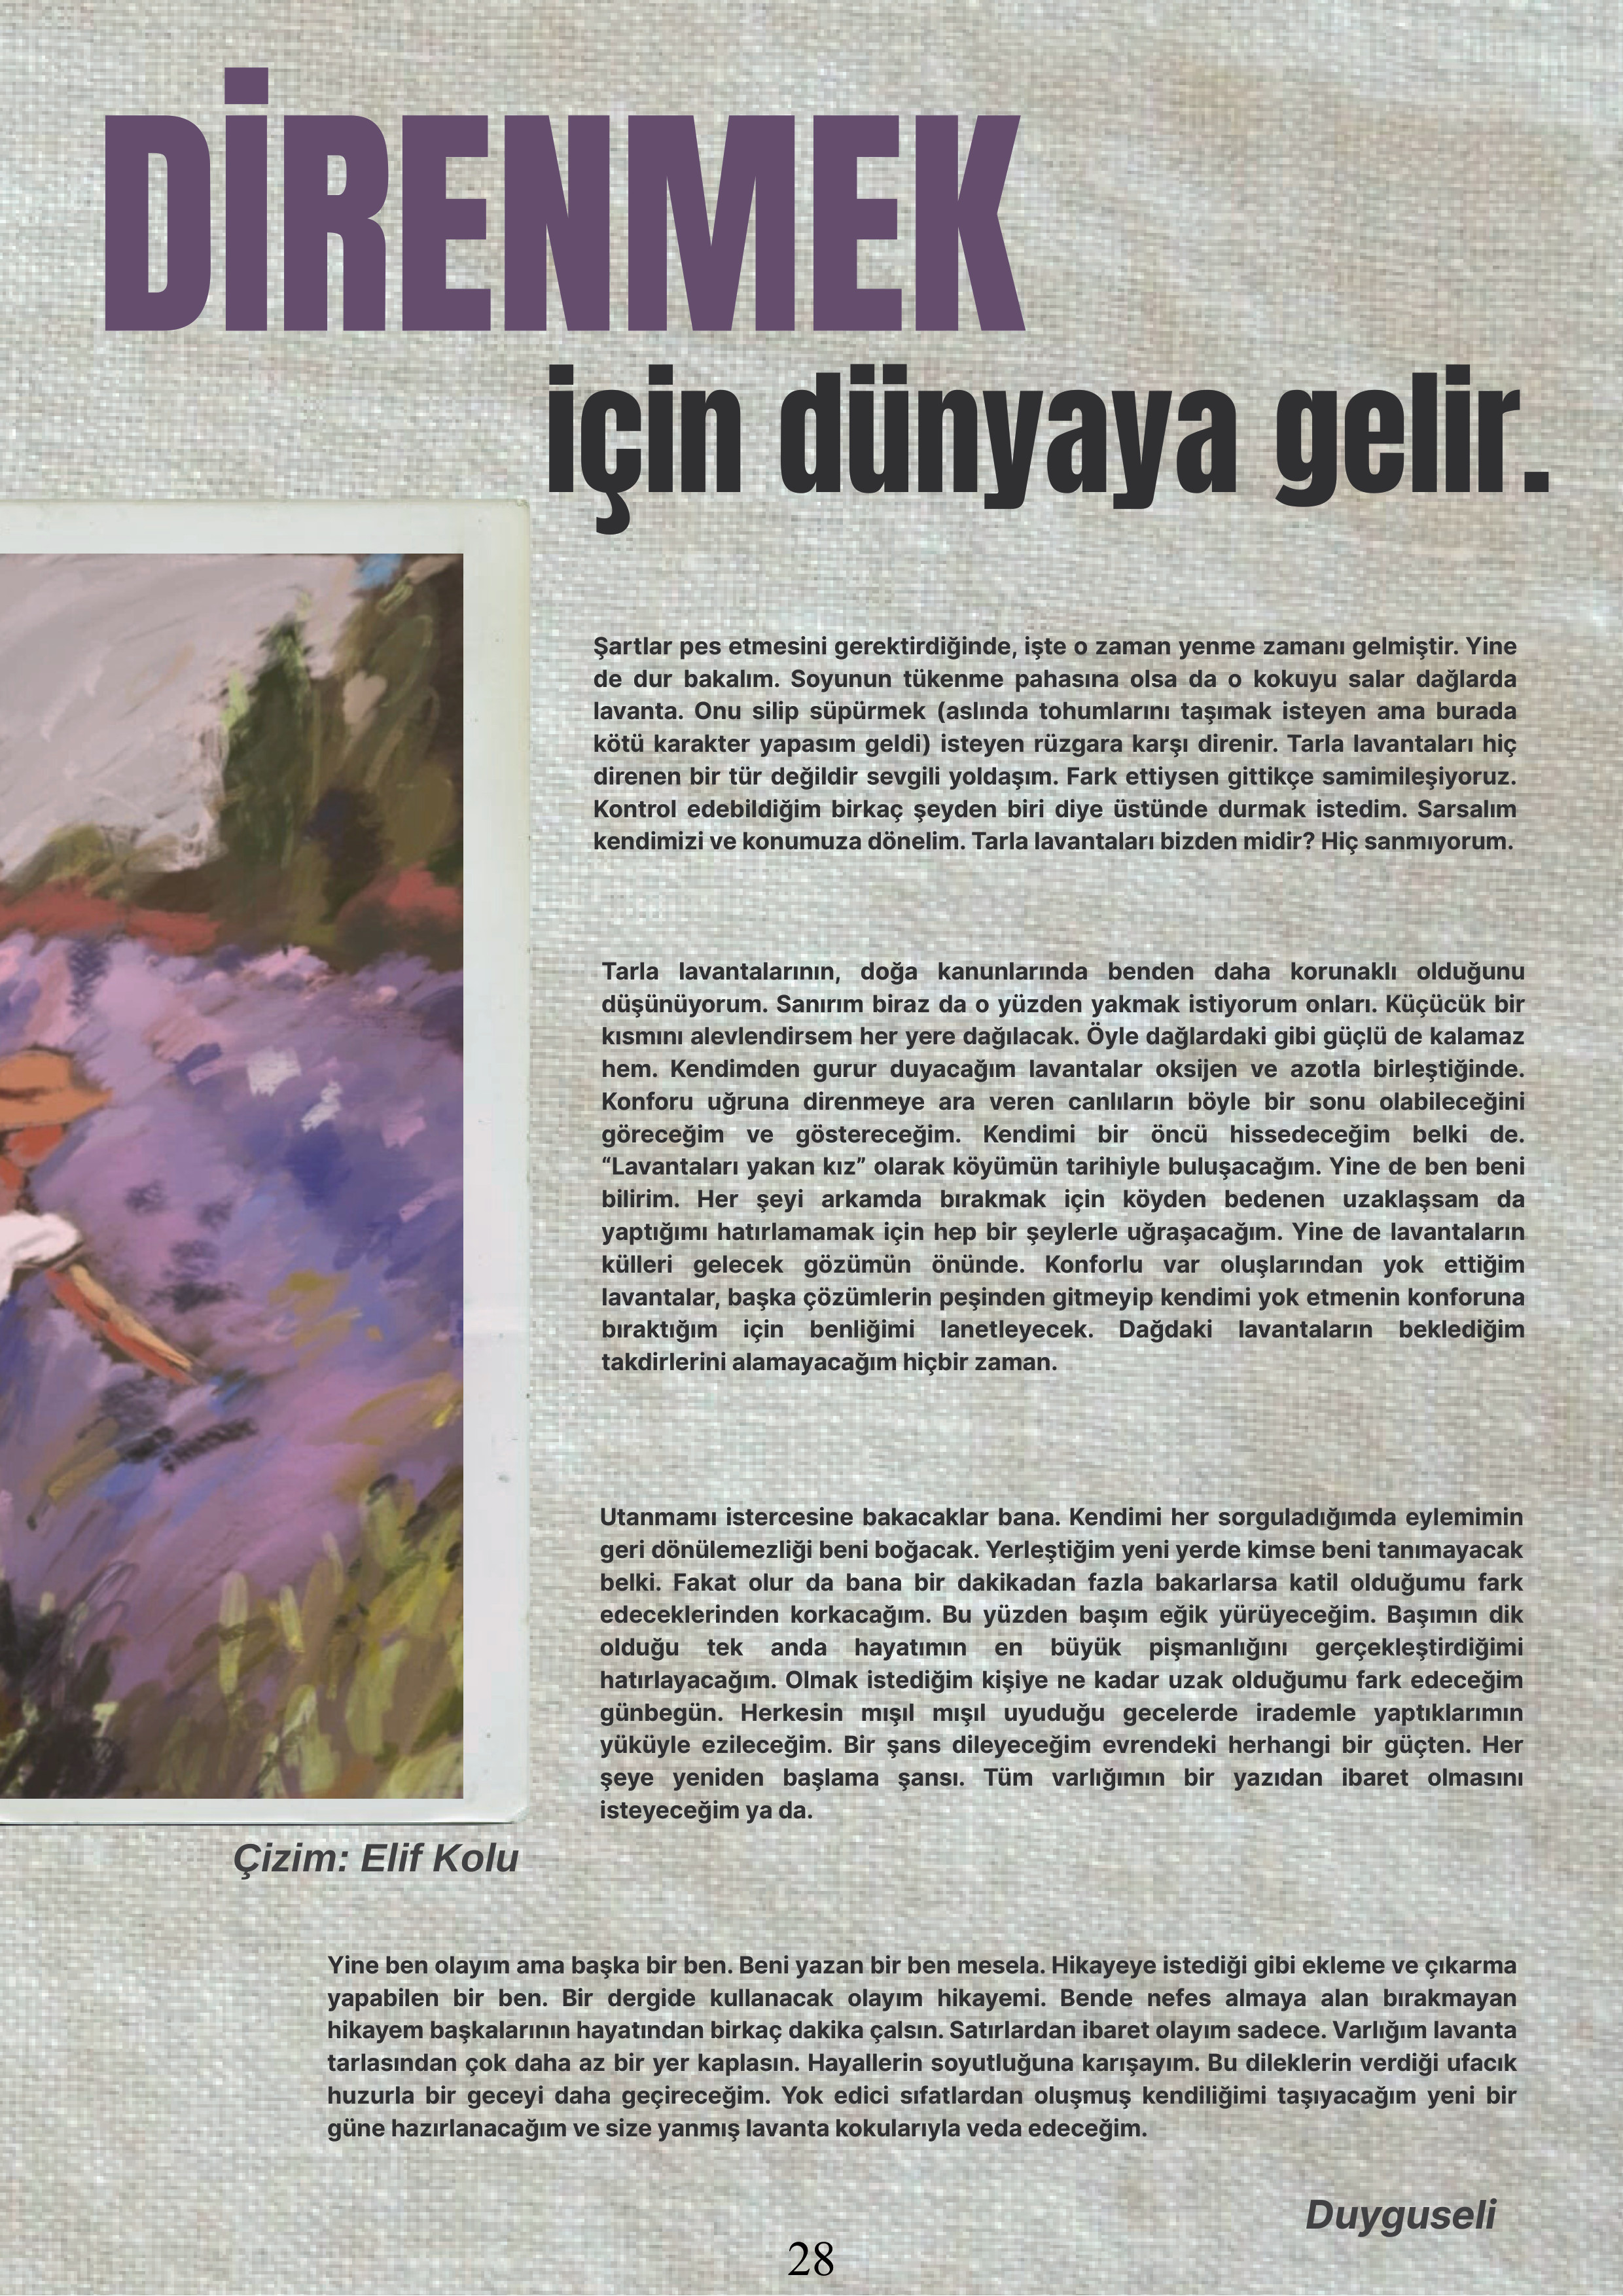 DİRENMEK
için dünyaya gelir.
Şartlar pes etmesini gerektirdiğinde, işte o zaman yenme zamanı gelmiştir. Yine
de dur bakalım. Soyunun tükenme pahasına olsa da o kokuyu salar dağlarda
lavanta. Onu silip süpürmek (aslında tohumlarını taşımak isteyen ama burada
kötü karakter yapasım geldi) isteyen rüzgara karşı direnir. Tarla lavantaları hiç
direnen bir tür değildir sevgili yoldaşım. Fark ettiysen gittikçe samimileşiyoruz.
Kontrol edebildiğim birkaç şeyden biri diye üstünde durmak istedim. Sarsalım
kendimizi ve konumuza dönelim. Tarla lavantaları bizden midir? Hiç sanmıyorum.
Tarla lavantalarının, doğa kanunlarında benden daha korunaklı olduğunu
düşünüyorum. Sanırım biraz da o yüzden yakmak istiyorum onları. Küçücük bir
kısmını alevlendirsem her yere dağılacak. Öyle dağlardaki gibi güçlü de kalamaz
hem. Kendimden gurur duyacağım lavantalar oksijen ve azotla birleştiğinde.
Konforu uğruna direnmeye ara veren canlıların böyle bir sonu olabileceğini
göreceğim ve göstereceğim. Kendimi bir öncü hissedeceğim belki de.
“Lavantaları yakan kız” olarak köyümün tarihiyle buluşacağım. Yine de ben beni
bilirim. Her şeyi arkamda bırakmak için köyden bedenen uzaklaşsam da
yaptığımı hatırlamamak için hep bir şeylerle uğraşacağım. Yine de lavantaların
külleri gelecek gözümün önünde. Konforlu var oluşlarından yok ettiğim
lavantalar, başka çözümlerin peşinden gitmeyip kendimi yok etmenin konforuna
bıraktığım için benliğimi lanetleyecek. Dağdaki lavantaların beklediğim
takdirlerini alamayacağım hiçbir zaman.
Utanmamı istercesine bakacaklar bana. Kendimi her sorguladığımda eylemimin
geri dönülemezliği beni boğacak. Yerleştiğim yeni yerde kimse beni tanımayacak
belki. Fakat olur da bana bir dakikadan fazla bakarlarsa katil olduğumu fark
edeceklerinden korkacağım. Bu yüzden başım eğik yürüyeceğim. Başımın dik
olduğu tek anda hayatımın en büyük pişmanlığını gerçekleştirdiğimi
hatırlayacağım. Olmak istediğim kişiye ne kadar uzak olduğumu fark edeceğim
günbegün. Herkesin mışıl mışıl uyuduğu gecelerde irademle yaptıklarımın
yüküyle ezileceğim. Bir şans dileyeceğim evrendeki herhangi bir güçten. Her
şeye yeniden başlama şansı. Tüm varlığımın bir yazıdan ibaret olmasını
isteyeceğim ya da.
Çizim: Elif Kolu
Yine ben olayım ama başka bir ben. Beni yazan bir ben mesela. Hikayeye istediği gibi ekleme ve çıkarma
yapabilen bir ben. Bir dergide kullanacak olayım hikayemi. Bende nefes almaya alan bırakmayan
hikayem başkalarının hayatından birkaç dakika çalsın. Satırlardan ibaret olayım sadece. Varlığım lavanta
tarlasından çok daha az bir yer kaplasın. Hayallerin soyutluğuna karışayım. Bu dileklerin verdiği ufacık
huzurla bir geceyi daha geçireceğim. Yok edici sıfatlardan oluşmuş kendiliğimi taşıyacağım yeni bir
güne hazırlanacağım ve size yanmış lavanta kokularıyla veda edeceğim.
Duyguseli
28